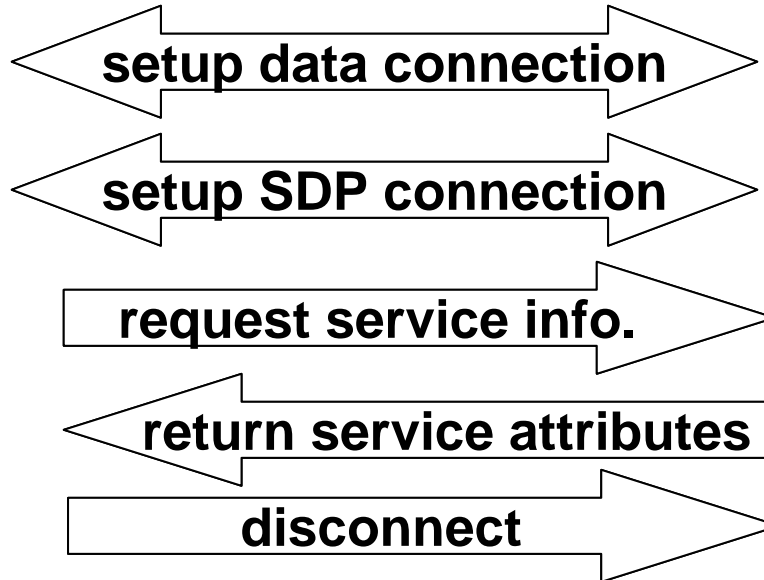 setup data connection
setup SDP connection
request service info.
return service attributes
disconnect